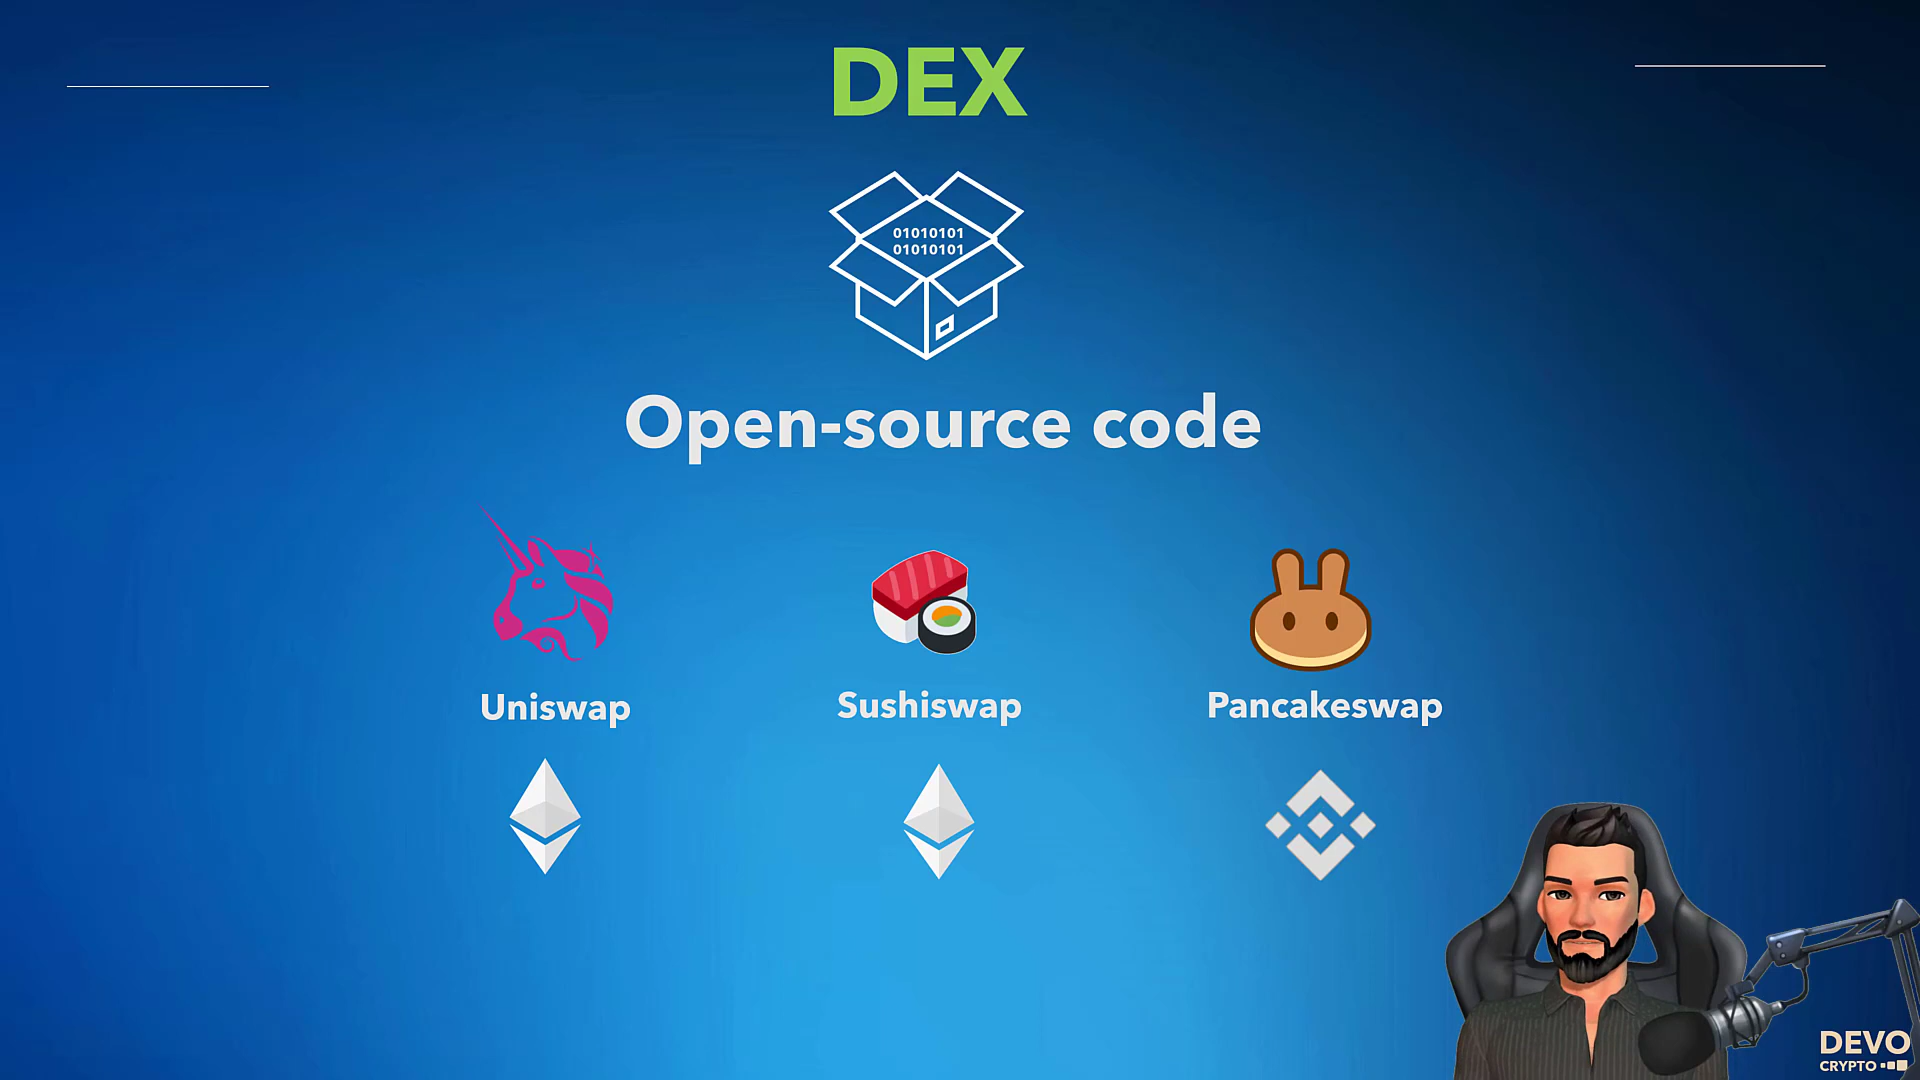 DEX
01010101
01010101
Open-source code
Uniswap
Sushiswap
Pancakeswap
DEVO
CRYPTO